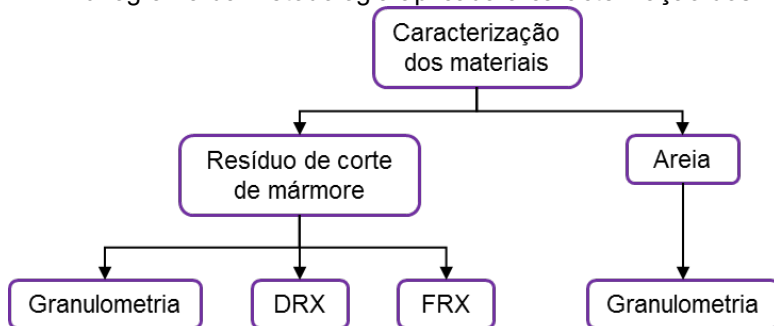 Caracterização
dos materiais
Resíduo de corte
de mármore
Areia
Granulometria
DRX
FRX
Granulometria